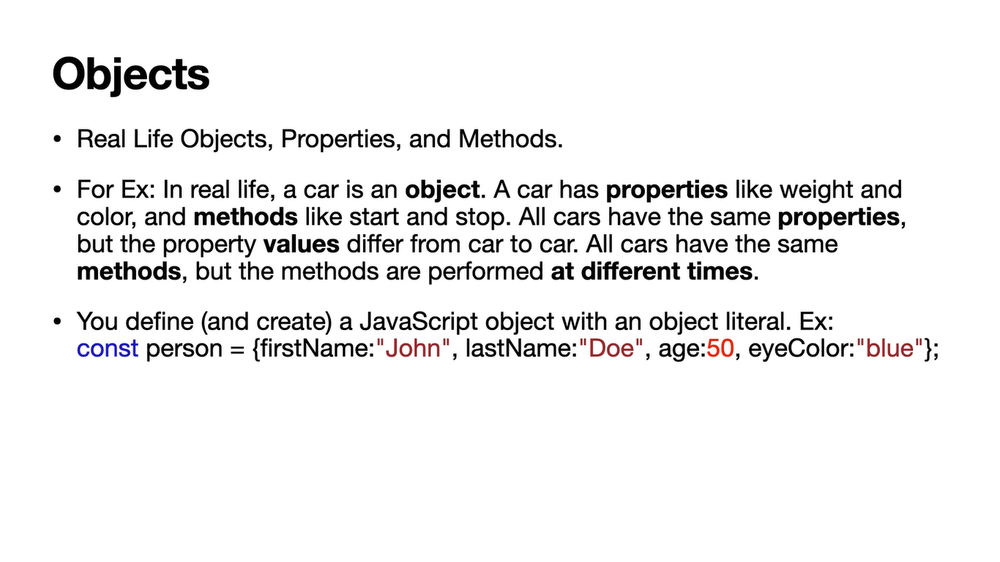 Objects
• Real Life Objects, Properties, and Methods.
• For Ex: In real life, a car is an object. A car has properties like weight and
color, and methods like start and stop. All cars have the same properties,
but the property values differ from car to car. All cars have the same
methods, but the methods are performed at different times.
• You define (and create) a JavaScript object with an object literal. Ex:
const person = {firstName:"John", lastName:"Doe", age:50, eyeColor:"blue"};